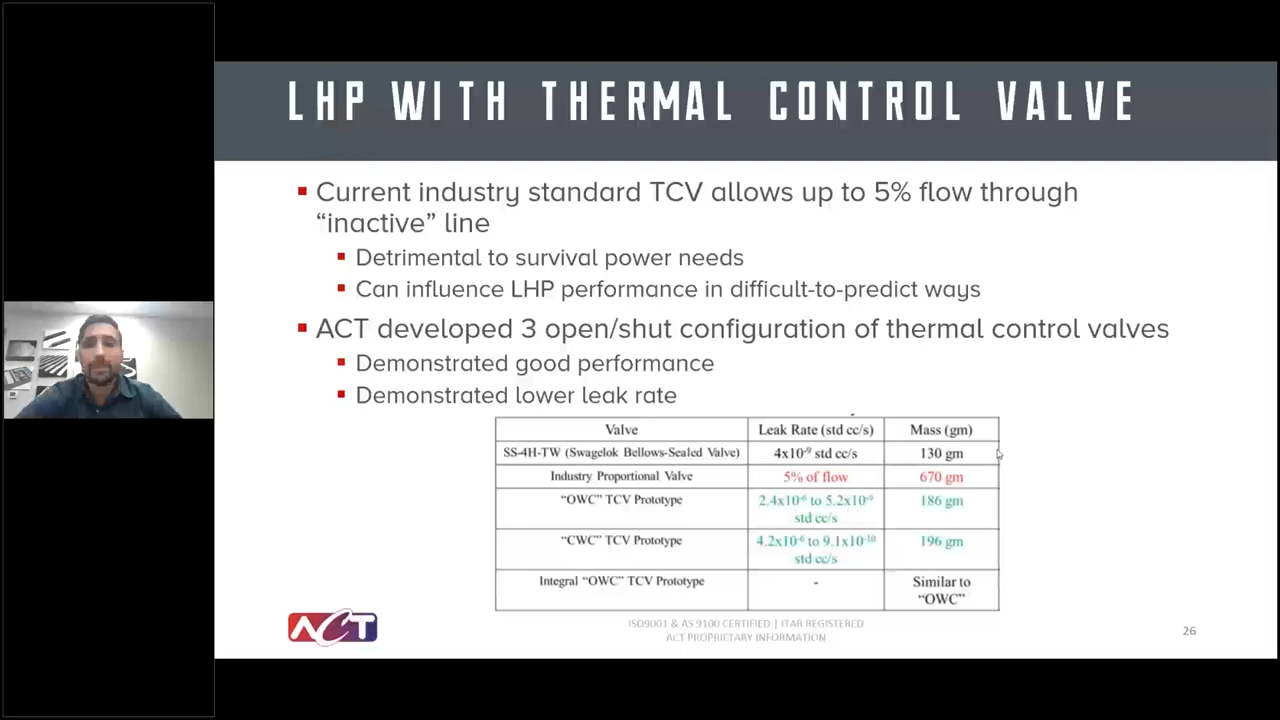 LHP WITH THERMAL CONTROL VALVE
Current industry standard TCV allows up to 5% flow through
“inactive” line
Detrimental to survival power needs
Can influence LHP performance in difficult-to-predict ways
ACT developed 3 open/shut configuration of thermal control valves
Demonstrated good performance
Demonstrated lower leak rate
Valve Leak Rate (std cc/s) Mass (gm)
SS-4H-TW (Swagelok Bellows-Sealed Valve) 4x10⁻⁹ std cc/s 130 gm
Industry Proportional Valve 5% of flow 670 gm
“OWC” TCV Prototype 2.4x10⁻⁶ to 5.2x10⁻⁹ 186 gm
std cc/s
“CWC” TCV Prototype 4.2x10⁻⁶ to 9.1x10⁻¹⁰ 196 gm
std cc/s
Integral “OWC” TCV Prototype - Similar to
“OWC”
ACT
ISO9001 & AS 9100 CERTIFIED | ITAR REGISTERED
ACT PROPRIETARY INFORMATION
26